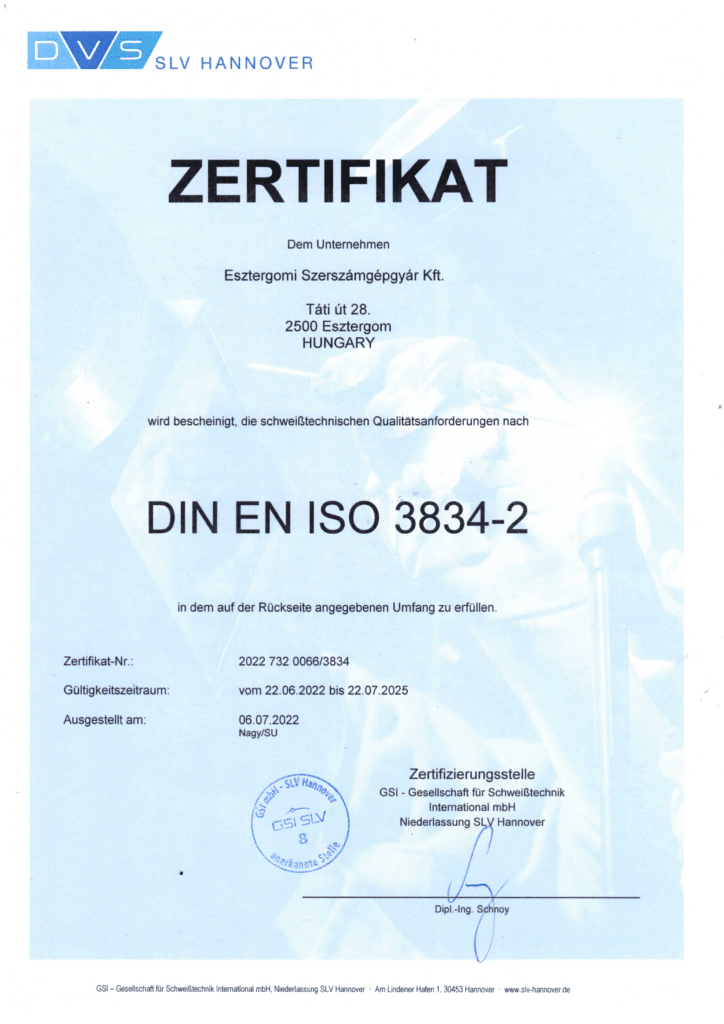 DVS SLV HANNOVER
ZERTIFIKAT
Dem Unternehmen
Esztergomi Szerszámgépgyár Kft.
Táti út 28.
2500 Esztergom
HUNGARY
wird bescheinigt, die schweißtechnischen Qualitätsanforderungen nach
DIN EN ISO 3834-2
in dem auf der Rückseite angegebenen Umfang zu erfüllen.
Zertifikat-Nr.: 2022 732 0066/3834
Gültigkeitszeitraum: vom 22.06.2022 bis 22.07.2025
Ausgestellt am: 06.07.2022
Nagy/SU
Zertifizierungsstelle
GSI - Gesellschaft für Schweißtechnik
International mbH
Niederlassung SLV Hannover
GSI mbH - SLV Hannover
GSI SLV
8
anerkannte Stelle
Dipl.-Ing. Schnoy
GSI – Gesellschaft für Schweißtechnik International mbH, Niederlassung SLV Hannover · Am Lindener Hafen 1, 30453 Hannover · www.slv-hannover.de